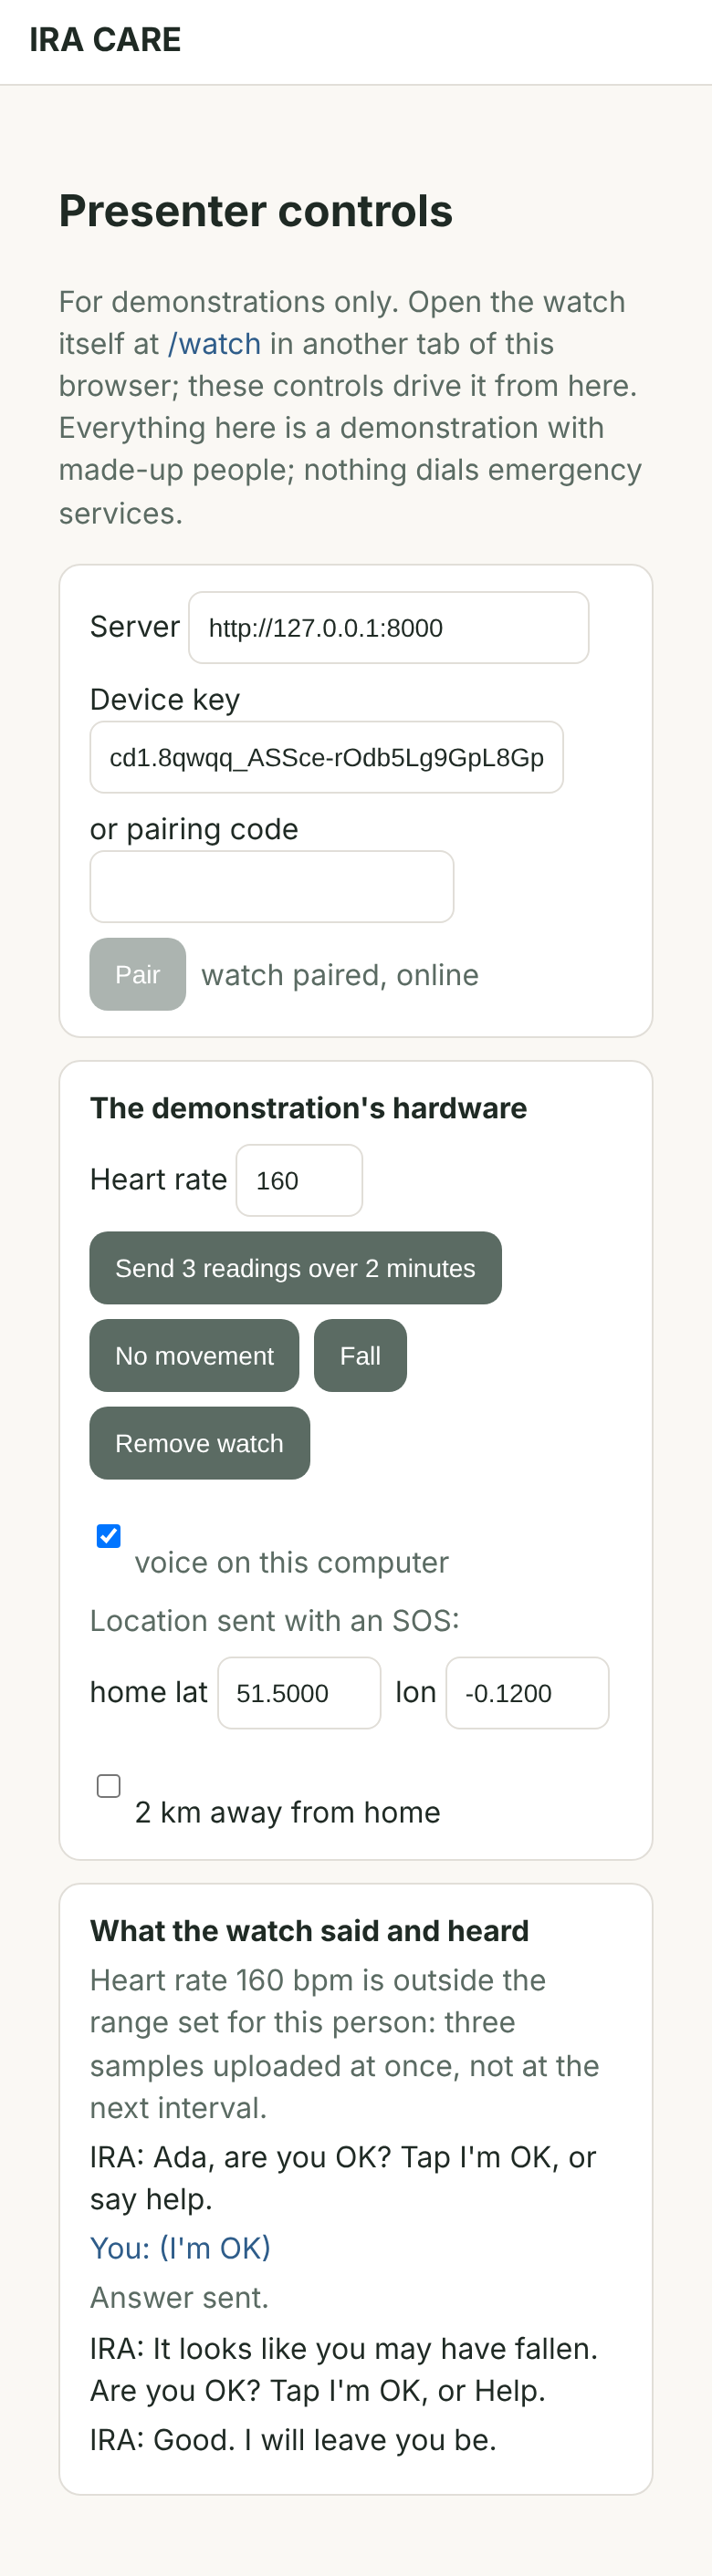 IRA CARE
Presenter controls
For demonstrations only. Open the watch
itself at /watch in another tab of this
browser; these controls drive it from here.
Everything here is a demonstration with
made-up people; nothing dials emergency
services.
Server http://127.0.0.1:8000
Device key
cd1.8qwqq_ASSce-rOdb5Lg9GpL8Gp
or pairing code
Pair watch paired, online
The demonstration's hardware
Heart rate 160
Send 3 readings over 2 minutes
No movement Fall
Remove watch
voice on this computer
Location sent with an SOS:
home lat 51.5000 lon -0.1200
2 km away from home
What the watch said and heard
Heart rate 160 bpm is outside the
range set for this person: three
samples uploaded at once, not at the
next interval.
IRA: Ada, are you OK? Tap I'm OK, or
say help.
You: (I'm OK)
Answer sent.
IRA: It looks like you may have fallen.
Are you OK? Tap I'm OK, or Help.
IRA: Good. I will leave you be.